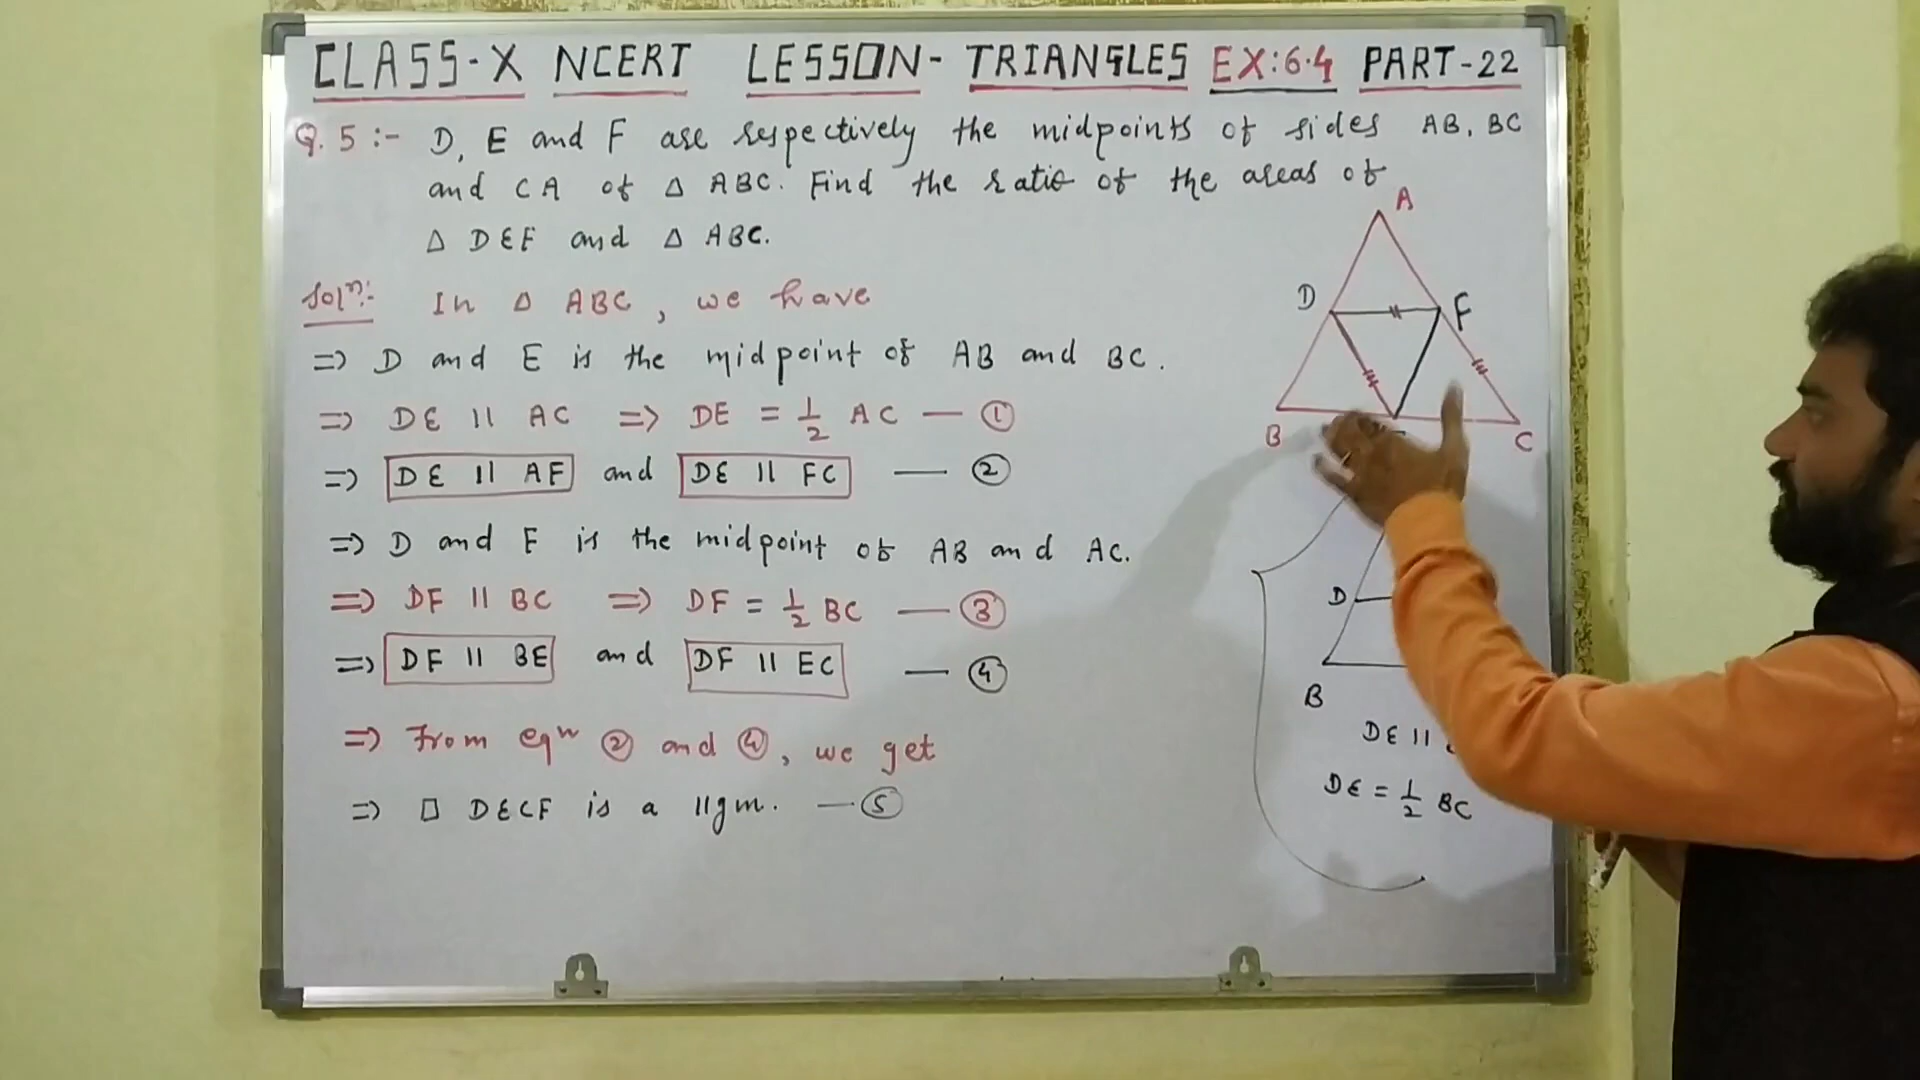 CLASS-X NCERT LESSON- TRIANGLES EX:6.4 PART-22
Q.5:- D, E and F are respectively the midpoints of sides AB, BC
and CA of △ ABC. Find the ratio of the areas of
△ DEF and △ ABC.
Solⁿ:- In △ ABC, we have
=> D and E is the midpoint of AB and BC.
=> DE || AC => DE = 1/2 AC — ①
=> DE || AF and DE || FC — ②
=> D and F is the midpoint of AB and AC.
=> DF || BC => DF = 1/2 BC — ③
=> DF || BE and DF || EC — ④
=> From eqⁿ ② and ④, we get
=> □ DECF is a ||gm. — ⑤
A
D
F
B
C
D
B
DE ||
DE = 1/2 BC